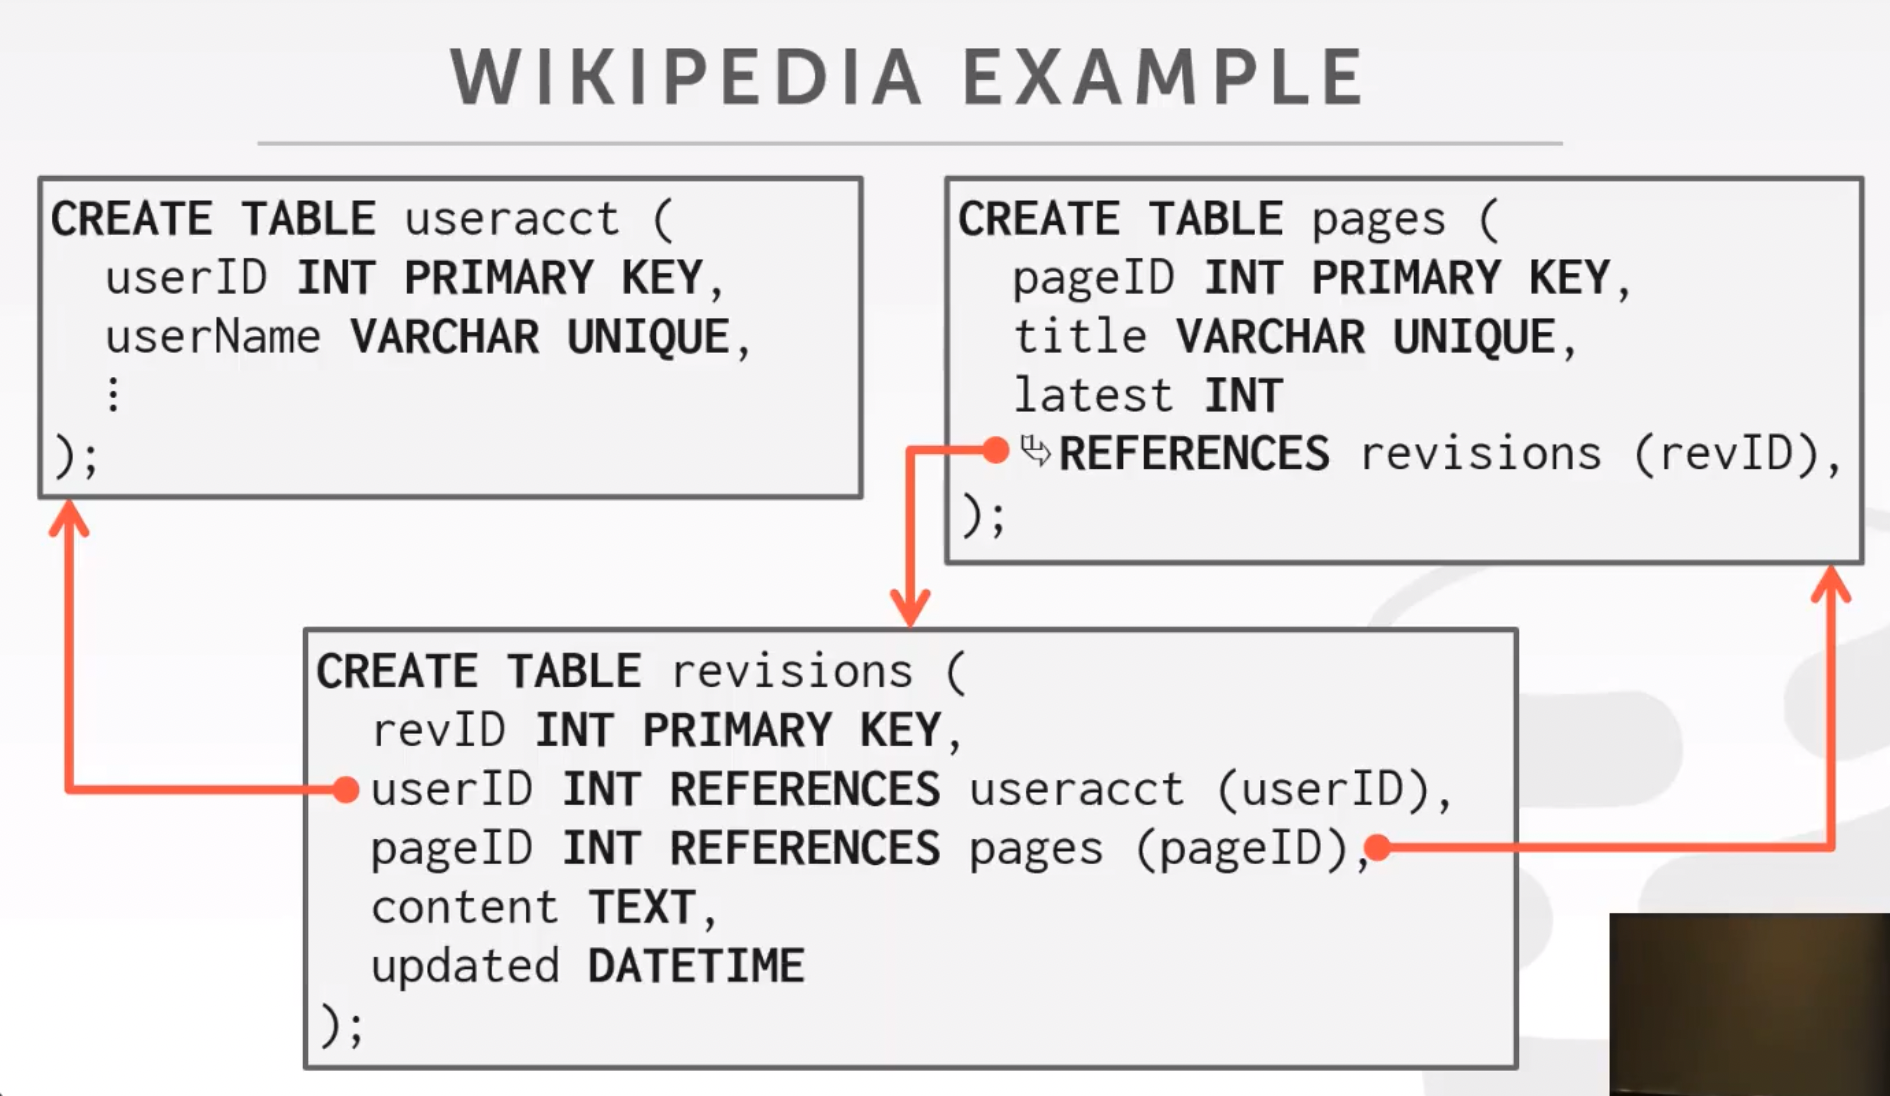 WIKIPEDIA EXAMPLE
CREATE TABLE useracct (
userID INT PRIMARY KEY,
userName VARCHAR UNIQUE,
⋮
);
CREATE TABLE pages (
pageID INT PRIMARY KEY,
title VARCHAR UNIQUE,
latest INT
⮱REFERENCES revisions (revID),
);
CREATE TABLE revisions (
revID INT PRIMARY KEY,
userID INT REFERENCES useracct (userID),
pageID INT REFERENCES pages (pageID),
content TEXT,
updated DATETIME
);